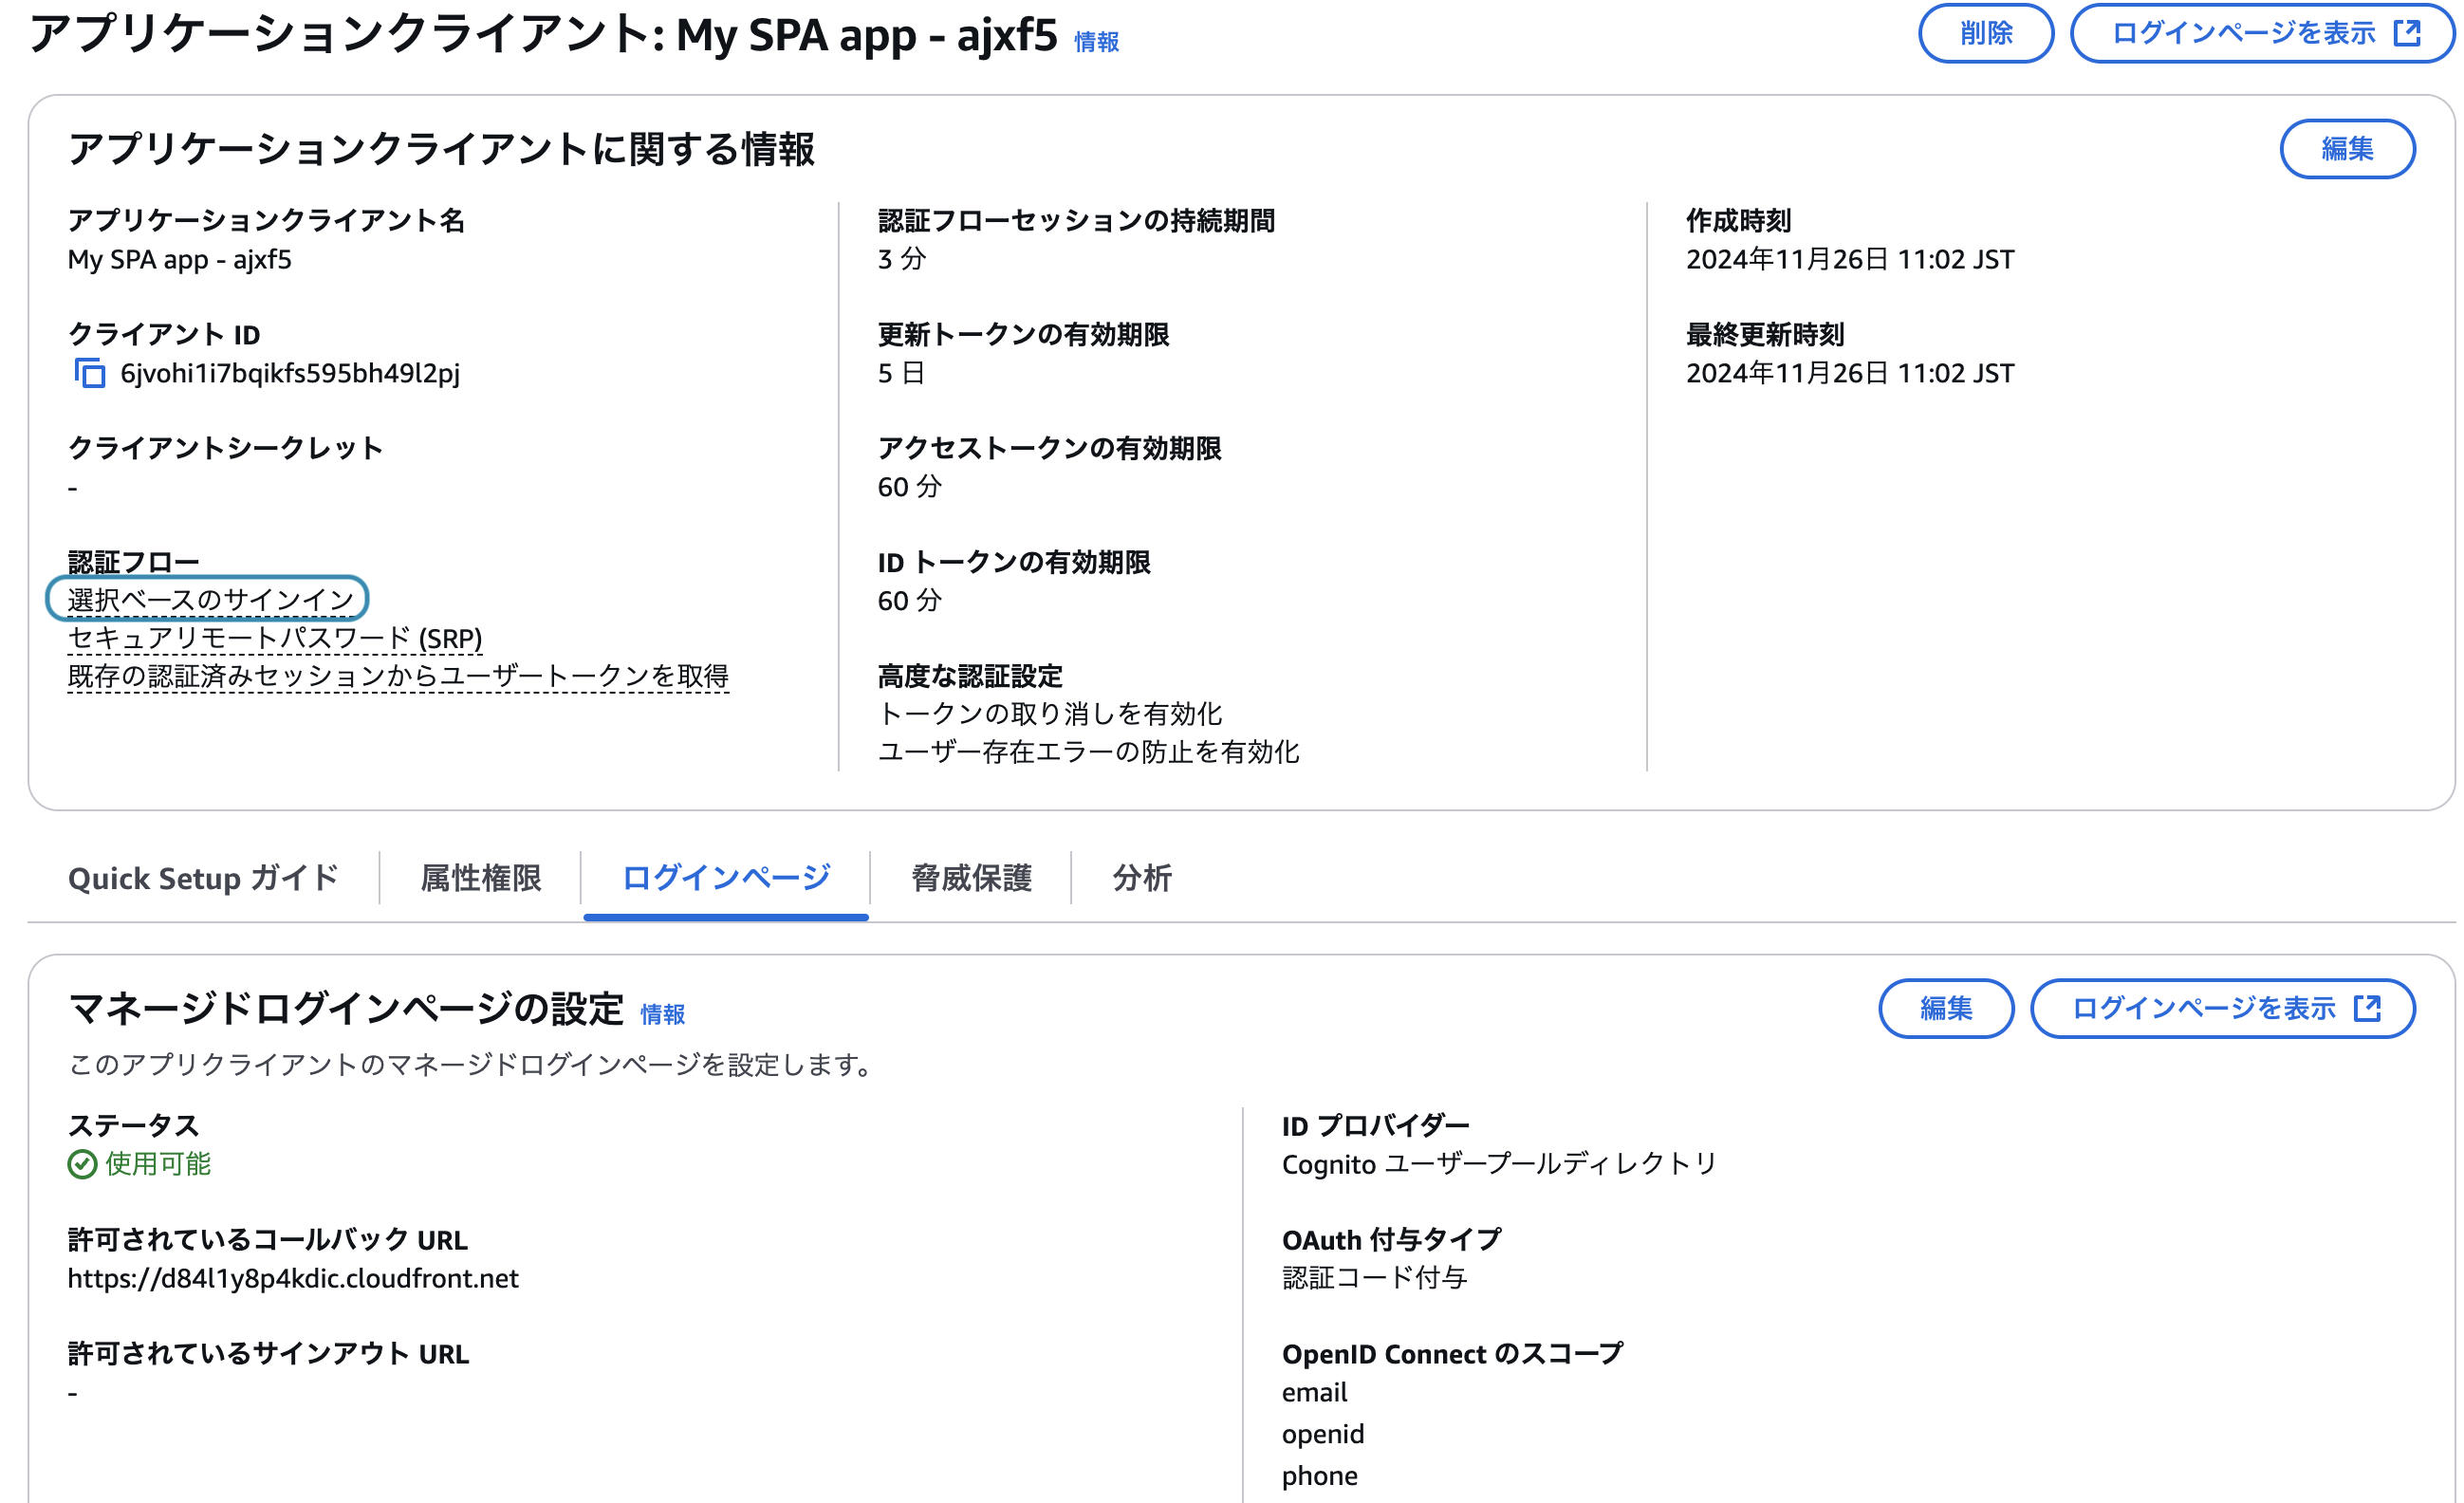 アプリケーションクライアント: My SPA app - ajxf5 情報
削除
ログインページを表示
アプリケーションクライアントに関する情報
編集
アプリケーションクライアント名
My SPA app - ajxf5
クライアント ID
6jvohi1i7bqikfs595bh49l2pj
クライアントシークレット
-
認証フロー
選択ベースのサインイン
セキュアリモートパスワード (SRP)
既存の認証済みセッションからユーザートークンを取得
認証フローセッションの持続期間
3 分
更新トークンの有効期限
5 日
アクセストークンの有効期限
60 分
ID トークンの有効期限
60 分
高度な認証設定
トークンの取り消しを有効化
ユーザー存在エラーの防止を有効化
作成時刻
2024年11月26日 11:02 JST
最終更新時刻
2024年11月26日 11:02 JST
Quick Setup ガイド
属性権限
ログインページ
脅威保護
分析
マネージドログインページの設定 情報
編集
ログインページを表示
このアプリクライアントのマネージドログインページを設定します。
ステータス
使用可能
許可されているコールバック URL
https://d84l1y8p4kdic.cloudfront.net
許可されているサインアウト URL
-
ID プロバイダー
Cognito ユーザープールディレクトリ
OAuth 付与タイプ
認証コード付与
OpenID Connect のスコープ
email
openid
phone